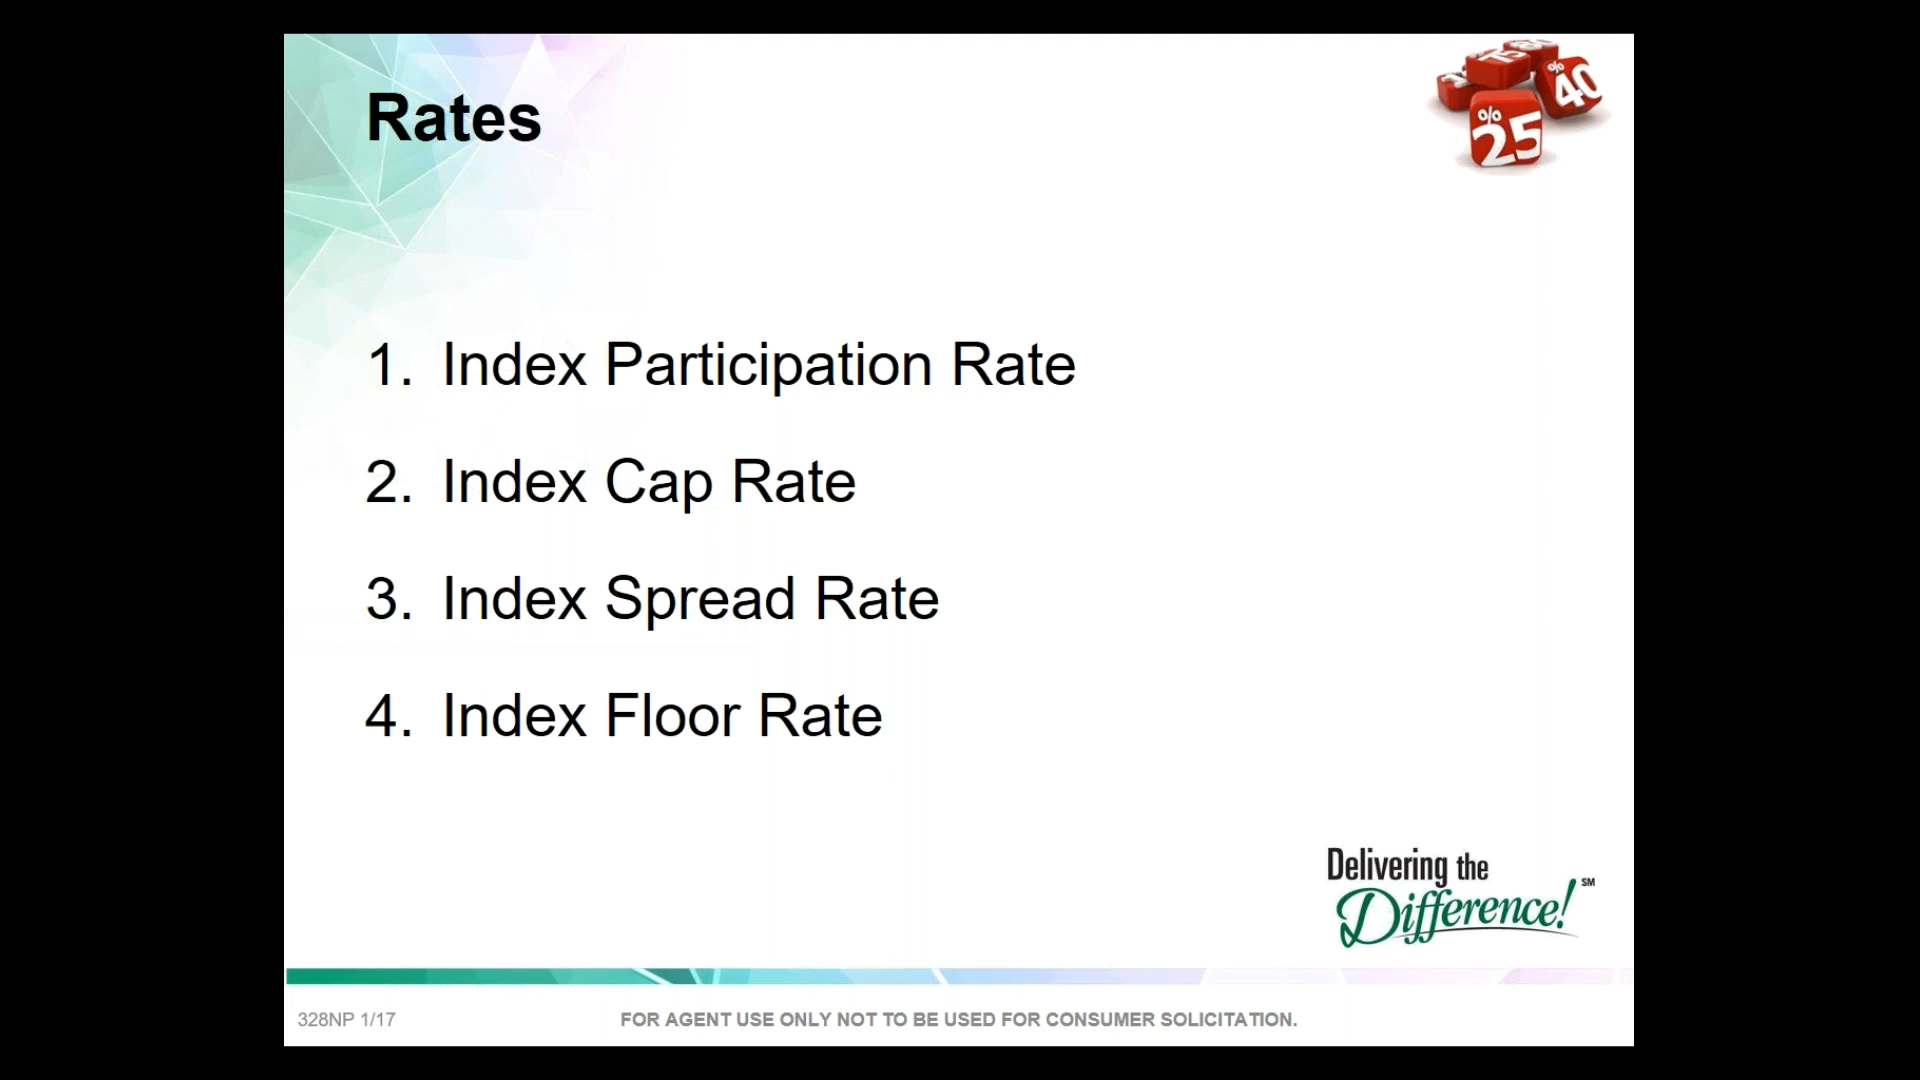 Rates
% 40
% 25
1. Index Participation Rate
2. Index Cap Rate
3. Index Spread Rate
4. Index Floor Rate
Delivering the
Difference! SM
328NP 1/17
FOR AGENT USE ONLY NOT TO BE USED FOR CONSUMER SOLICITATION.